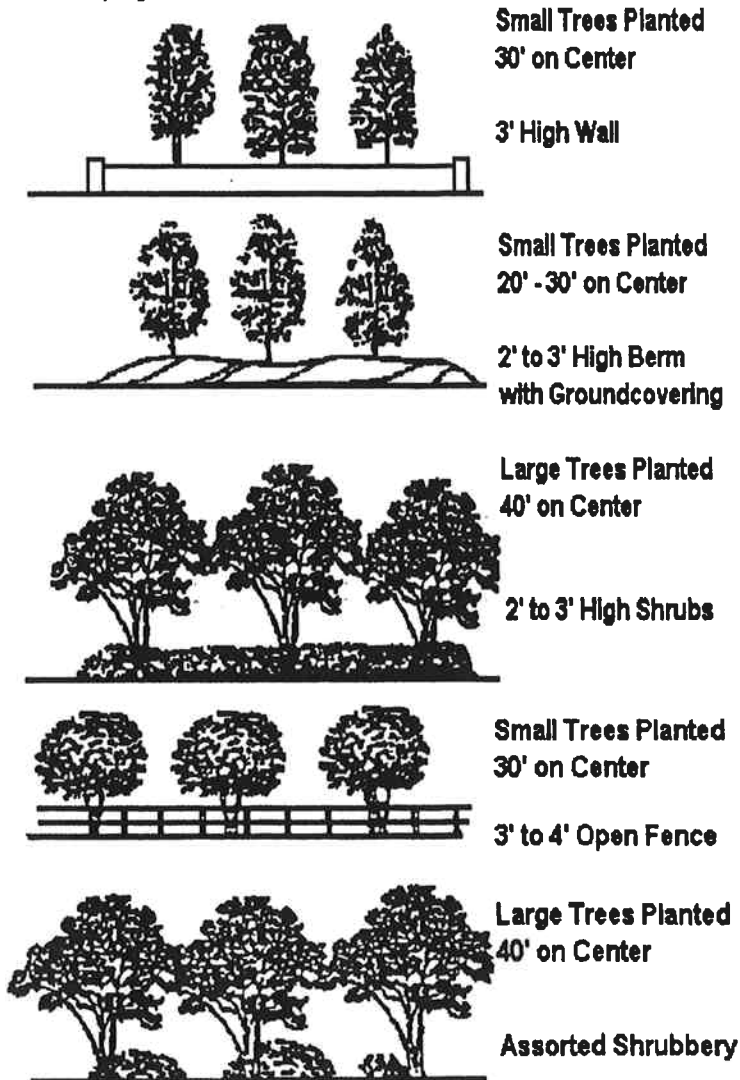 Small Trees Planted
30' on Center
3' High Wall
Small Trees Planted
20' - 30' on Center
2' to 3' High Berm
with Groundcovering
Large Trees Planted
40' on Center
2' to 3' High Shrubs
Small Trees Planted
30' on Center
3' to 4' Open Fence
Large Trees Planted
40' on Center
Assorted Shrubbery